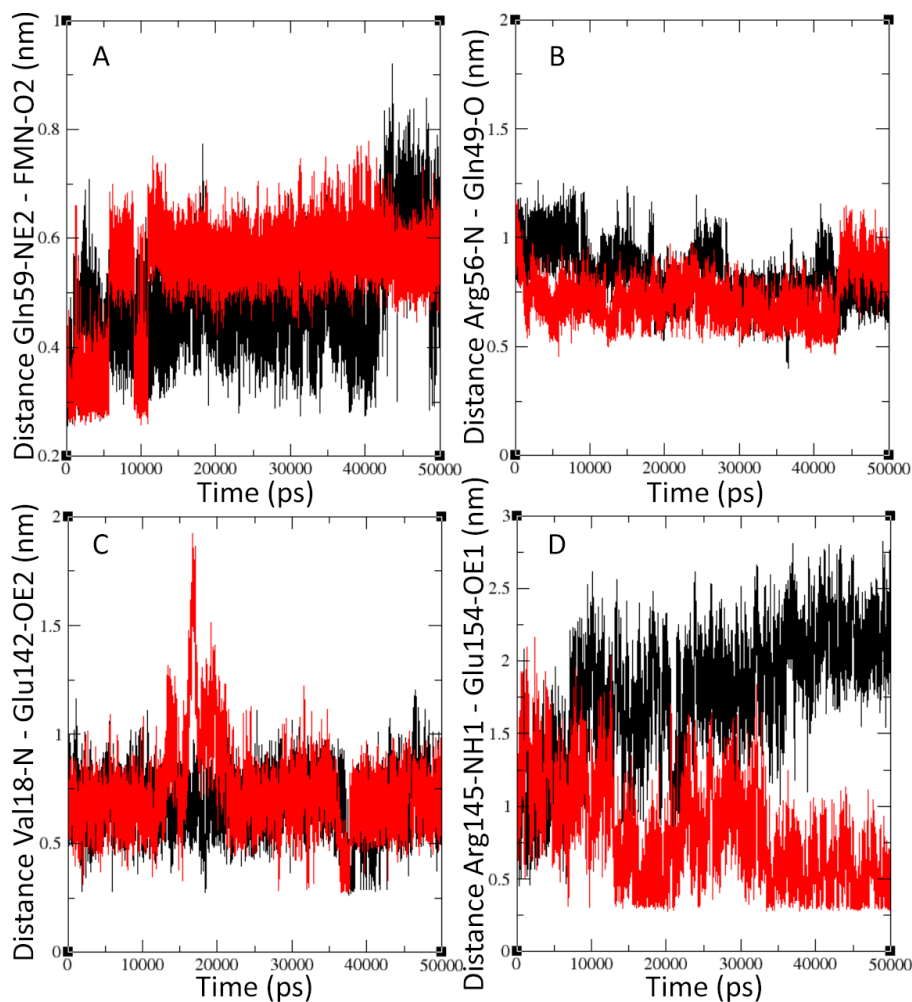 A
Distance Gln59-NE2 - FMN-O2 (nm)
1
0.8
0.6
0.4
0.2
0 10000 20000 30000 40000 50000
Time (ps)
B
Distance Arg56-N - Gln49-O (nm)
2
1.5
1
0.5
0
0 10000 20000 30000 40000 50000
Time (ps)
C
Distance Val18-N - Glu142-OE2 (nm)
2
1.5
1
0.5
0
0 10000 20000 30000 40000 50000
Time (ps)
D
Distance Arg145-NH1 - Glu154-OE1 (nm)
3
2.5
2
1.5
1
0.5
0
0 10000 20000 30000 40000 50000
Time (ps)